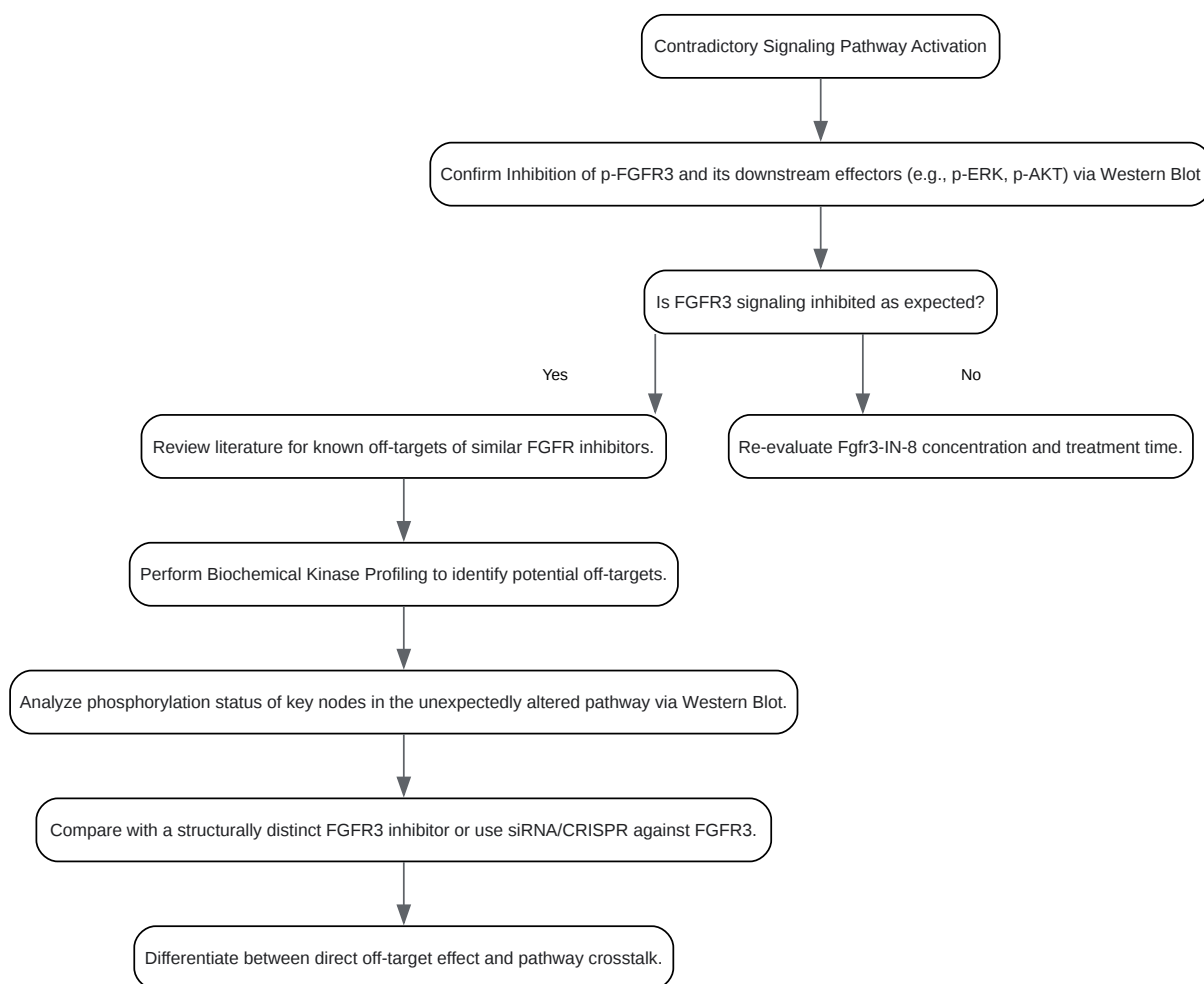 Contradictory Signaling Pathway Activation
Confirm Inhibition of p-FGFR3 and its downstream effectors (e.g., p-ERK, p-AKT) via Western Blot
Is FGFR3 signaling inhibited as expected?
Yes
No
Review literature for known off-targets of similar FGFR inhibitors.
Re-evaluate Fgfr3-IN-8 concentration and treatment time.
Perform Biochemical Kinase Profiling to identify potential off-targets.
Analyze phosphorylation status of key nodes in the unexpectedly altered pathway via Western Blot.
Compare with a structurally distinct FGFR3 inhibitor or use siRNA/CRISPR against FGFR3.
Differentiate between direct off-target effect and pathway crosstalk.